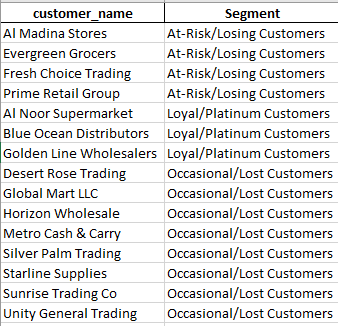 customer_name Segment
Al Madina Stores At-Risk/Losing Customers
Evergreen Grocers At-Risk/Losing Customers
Fresh Choice Trading At-Risk/Losing Customers
Prime Retail Group At-Risk/Losing Customers
Al Noor Supermarket Loyal/Platinum Customers
Blue Ocean Distributors Loyal/Platinum Customers
Golden Line Wholesalers Loyal/Platinum Customers
Desert Rose Trading Occasional/Lost Customers
Global Mart LLC Occasional/Lost Customers
Horizon Wholesale Occasional/Lost Customers
Metro Cash & Carry Occasional/Lost Customers
Silver Palm Trading Occasional/Lost Customers
Starline Supplies Occasional/Lost Customers
Sunrise Trading Co Occasional/Lost Customers
Unity General Trading Occasional/Lost Customers